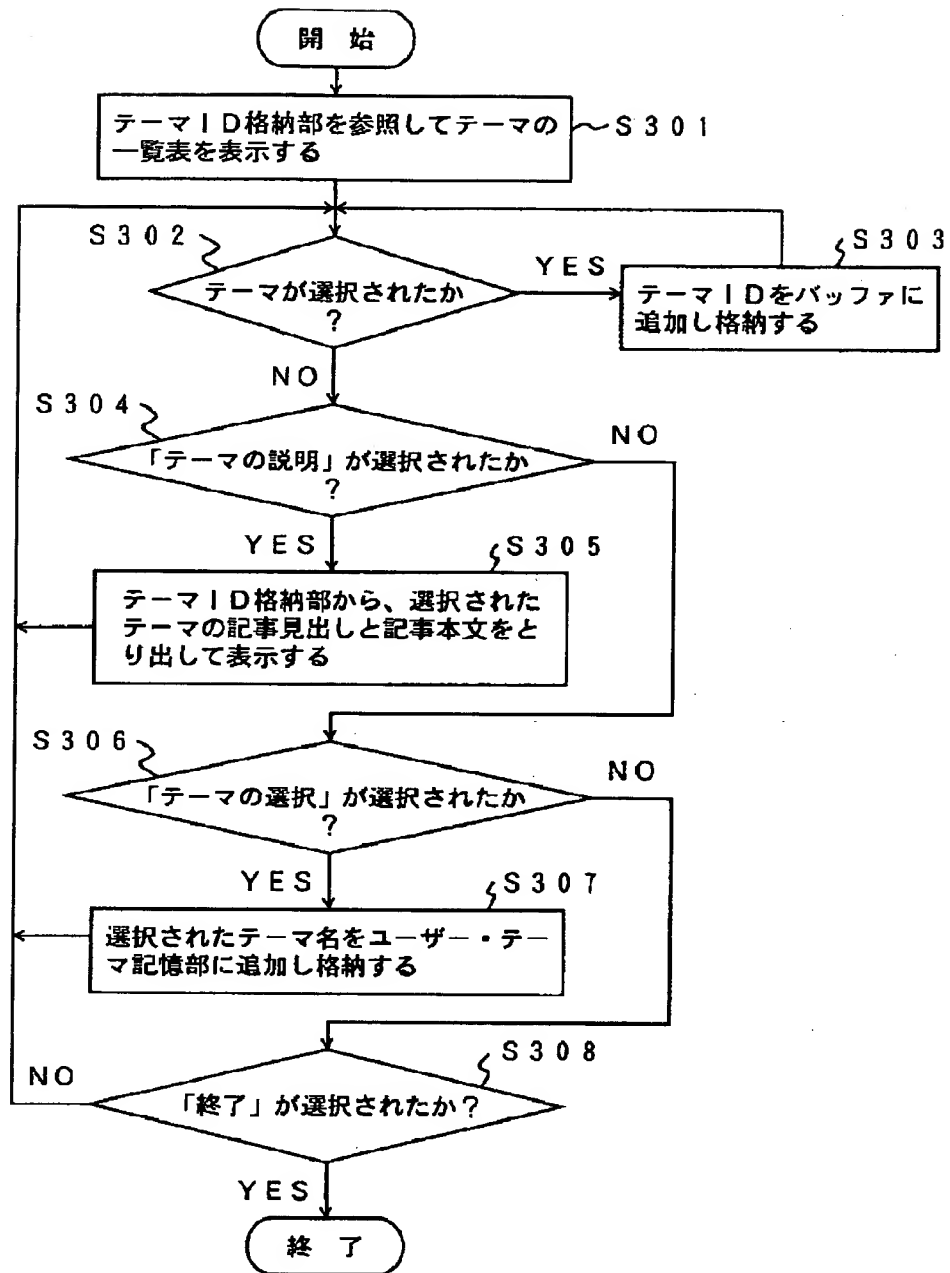 開 始
テーマID格納部を参照してテーマの
一覧表を表示する
S301
S302
テーマが選択されたか
?
YES
S303
テーマIDをバッファに
追加し格納する
NO
S304
「テーマの説明」が選択されたか
?
NO
YES
S305
テーマID格納部から、選択された
テーマの記事見出しと記事本文をと
り出して表示する
S306
「テーマの選択」が選択されたか
?
NO
YES
S307
選択されたテーマ名をユーザー・テー
マ記憶部に追加し格納する
S308
NO
「終了」が選択されたか?
YES
終 了